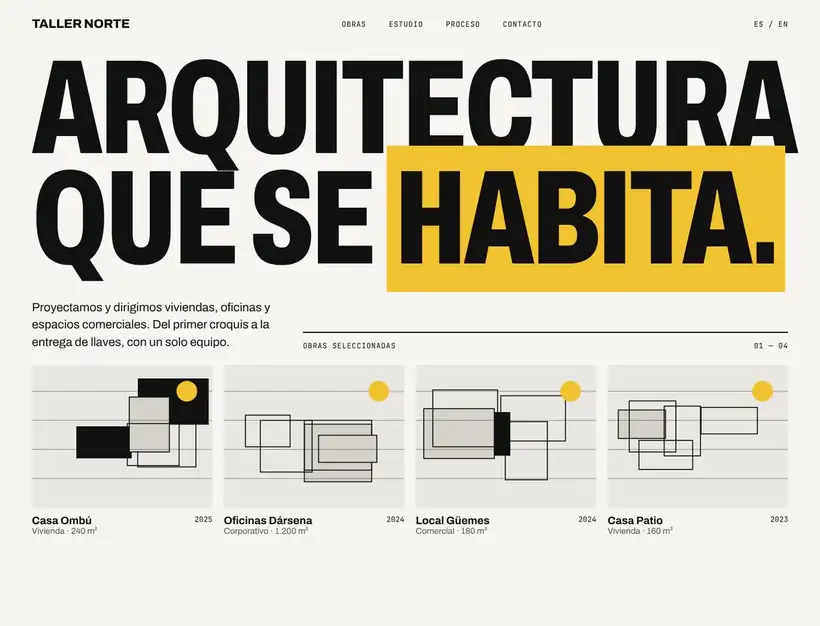 TALLER NORTE
OBRAS ESTUDIO PROCESO CONTACTO
ES / EN
ARQUITECTURA
QUE SE HABITA.
Proyectamos y dirigimos viviendas, oficinas y
espacios comerciales. Del primer croquis a la
entrega de llaves, con un solo equipo.
OBRAS SELECCIONADAS
01 — 04
Casa Ombú 2025
Vivienda · 240 m²
Oficinas Dársena 2024
Corporativo · 1.200 m²
Local Güemes 2024
Comercial · 180 m²
Casa Patio 2023
Vivienda · 160 m²